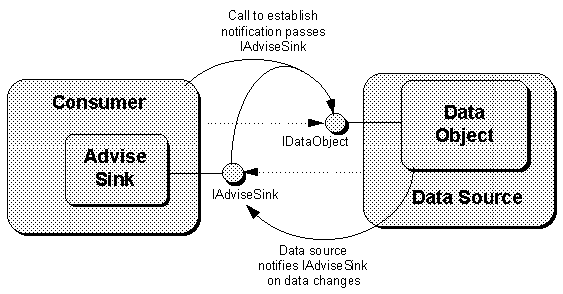 Call to establish
notification passes
IAdviseSink
Consumer
Data
Object
IDataObject
Advise
Sink
IAdviseSink
Data Source
Data source
notifies IAdviseSink
on data changes